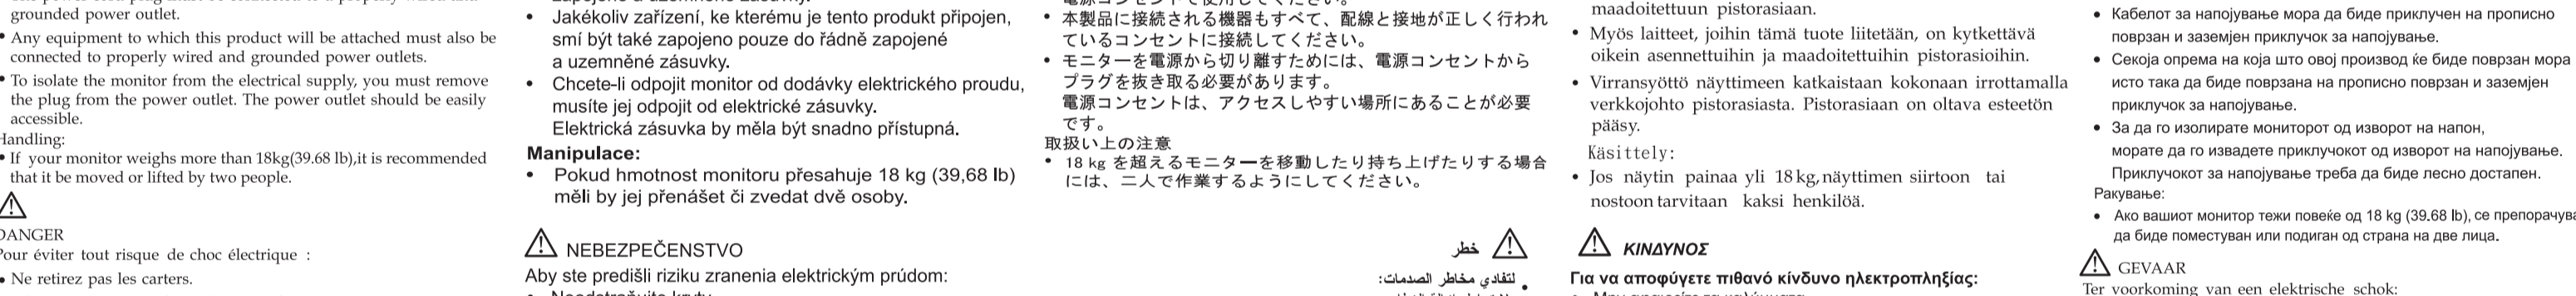 grounded power outlet.
• Any equipment to which this product will be attached must also be
connected to properly wired and grounded power outlets.
• To isolate the monitor from the electrical supply, you must remove
the plug from the power outlet. The power outlet should be easily
accessible.
Handling:
• If your monitor weighs more than 18kg(39.68 lb),it is recommended
that it be moved or lifted by two people.
DANGER
Pour éviter tout risque de choc électrique :
• Ne retirez pas les carters.
• Jakékoliv zařízení, ke kterému je tento produkt připojen,
smí být také zapojeno pouze do řádně zapojené
a uzemněné zásuvky.
• Chcete-li odpojit monitor od dodávky elektrického proudu,
musíte jej odpojit od elektrické zásuvky.
Elektrická zásuvka by měla být snadno přístupná.
Manipulace:
• Pokud hmotnost monitoru přesahuje 18 kg (39,68 lb)
měli by jej přenášet či zvedat dvě osoby.
NEBEZPEČENSTVO
Aby ste predišli riziku zranenia elektrickým prúdom:
• 本製品に接続される機器もすべて、配線と接地が正しく行われ
ているコンセントに接続してください。
• モニターを電源から切り離すためには、電源コンセントから
プラグを抜き取る必要があります。
電源コンセントは、アクセスしやすい場所にあることが必要
です。
取扱い上の注意
• 18 kg を超えるモニターを移動したり持ち上げたりする場合
には、二人で作業するようにしてください。
خطر
لتفادي مخاطر الصدمات:
maadoitettuun pistorasiaan.
• Myös laitteet, joihin tämä tuote liitetään, on kytkettävä
oikein asennettuihin ja maadoitettuihin pistorasioihin.
• Virransyöttö näyttimeen katkaistaan kokonaan irrottamalla
verkkojohto pistorasiasta. Pistorasiaan on oltava esteetön
pääsy.
Käsittely:
• Jos näytin painaa yli 18kg,näyttimen siirtoon tai
nostoon tarvitaan kaksi henkilöä.
ΚΙΝΔΥΝΟΣ
Για να αποφύγετε πιθανό κίνδυνο ηλεκτροπληξίας:
• Кабелот за напојување мора да биде приклучен на прописно
поврзан и заземјен приклучок за напојување.
• Секоја опрема на која што овој производ ќе биде поврзан мора
исто така да биде поврзана на прописно поврзан и заземјен
приклучок за напојување.
• За да го изолирате мониторот од изворот на напон,
морате да го извадете приклучокот од изворот на напојување.
Приклучокот за напојување треба да биде лесно достапен.
Ракување:
• Ако вашиот монитор тежи повеќе од 18 kg (39.68 lb), се препорачува
да биде поместуван или подиган од страна на две лица.
GEVAAR
Ter voorkoming van een elektrische schok: